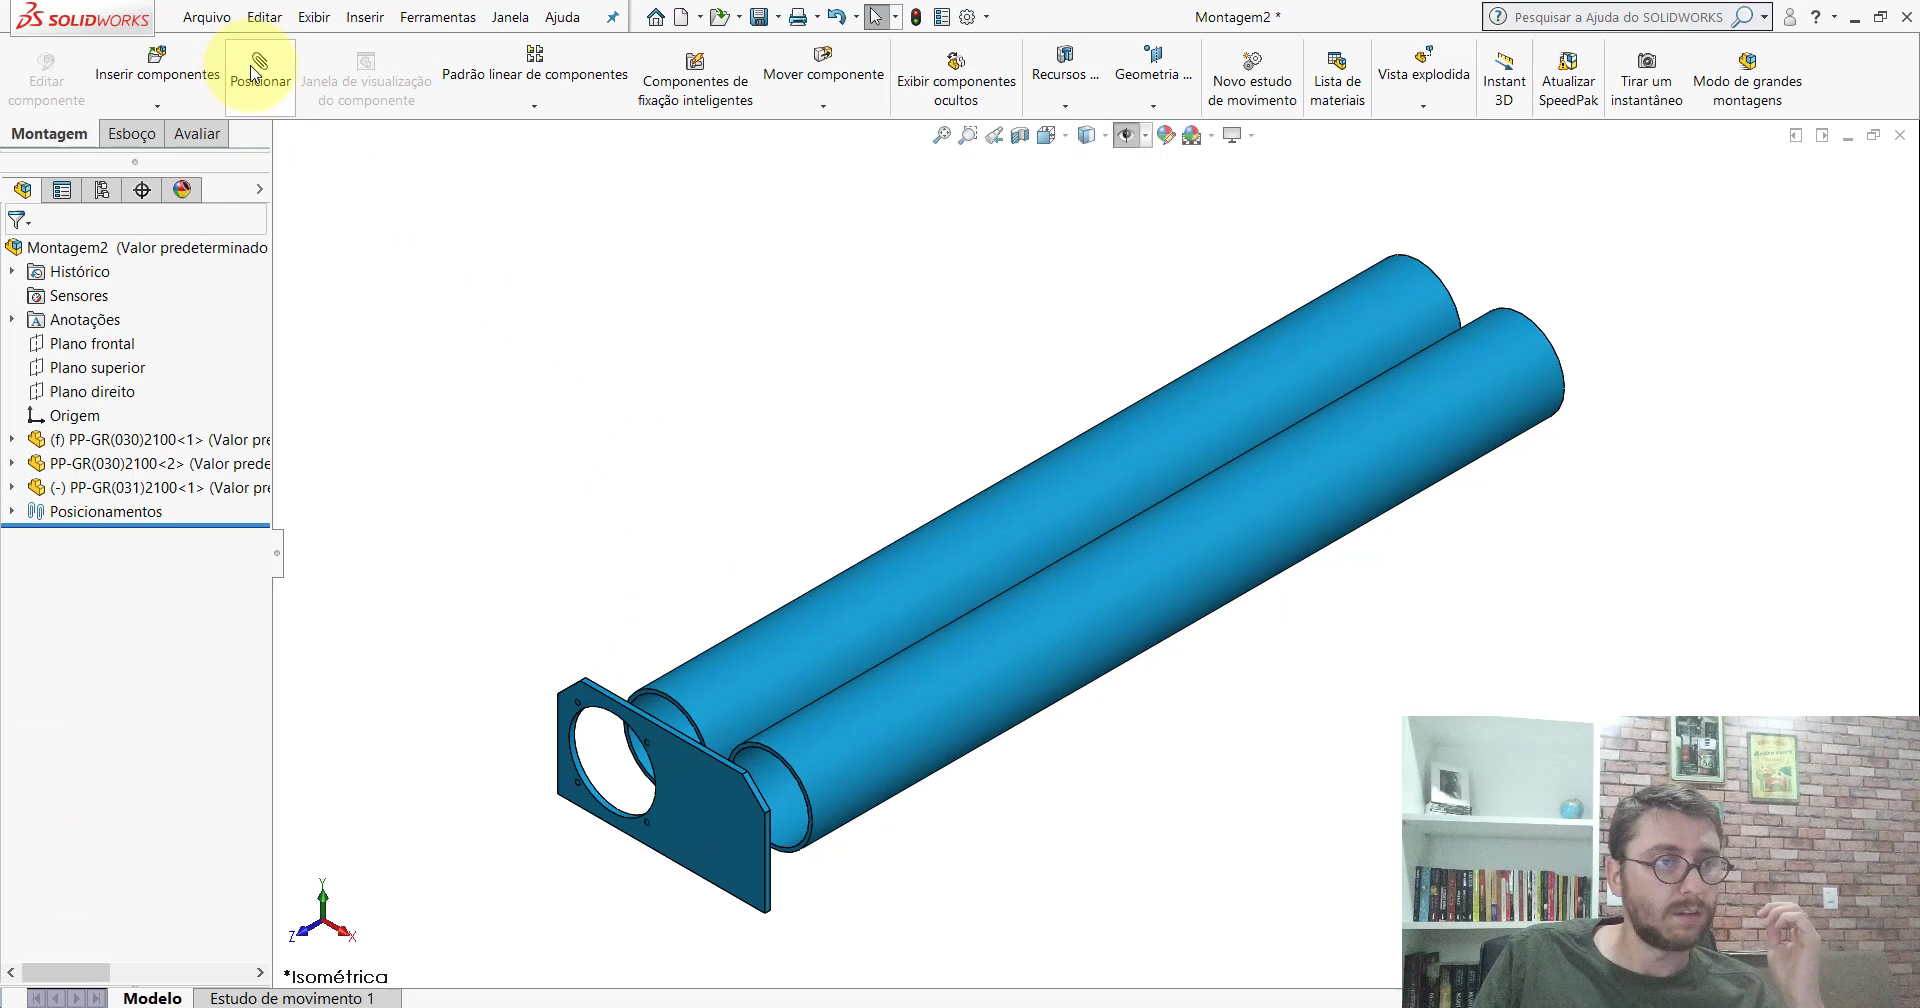 SOLIDWORKS Arquivo Editar Exibir Inserir Ferramentas Janela Ajuda Montagem2 * Pesquisar a Ajuda do SOLIDWORKS ?
Editar componente
Inserir componentes
Posicionar
Janela de visualização do componente
Padrão linear de componentes
Componentes de fixação inteligentes
Mover componente
Exibir componentes ocultos
Recursos ...
Geometria ...
Novo estudo de movimento
Lista de materiais
Vista explodida
Instant 3D
Atualizar SpeedPak
Tirar um instantâneo
Modo de grandes montagens
Montagem Esboço Avaliar
Montagem2 (Valor predeterminado
Histórico
Sensores
Anotações
Plano frontal
Plano superior
Plano direito
Origem
(f) PP-GR(030)2100<1> (Valor pre
PP-GR(030)2100<2> (Valor prede
(-) PP-GR(031)2100<1> (Valor pre
Posicionamentos
Y
Z X
*Isométrica
Modelo Estudo de movimento 1